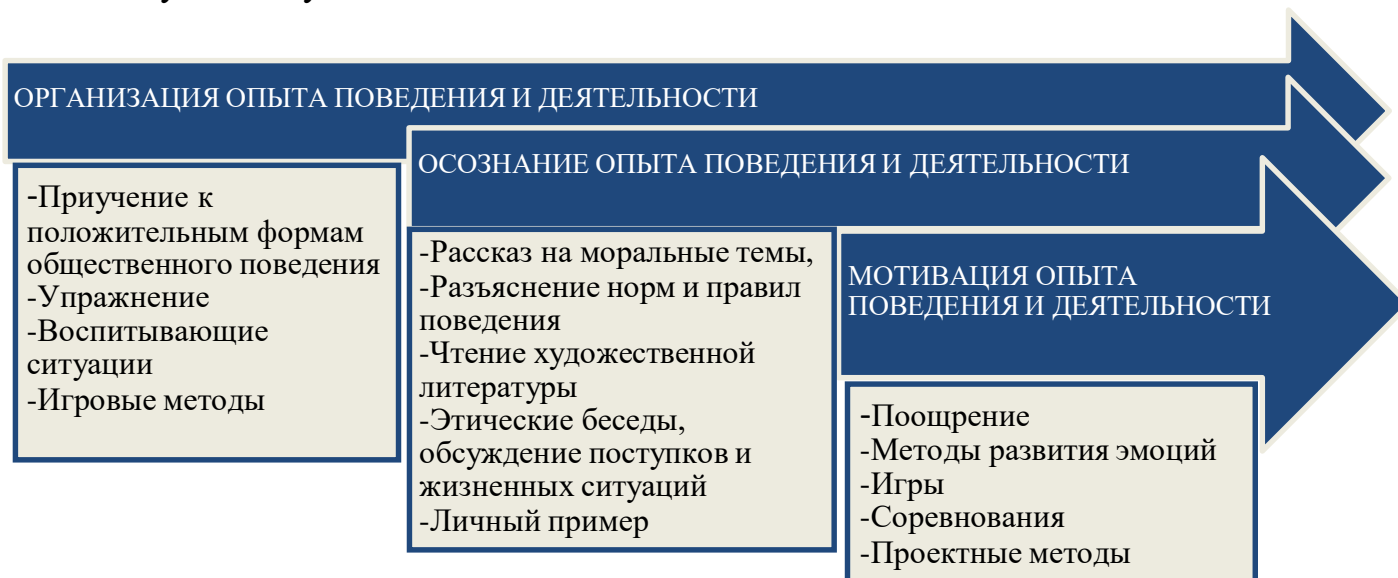 ОРГАНИЗАЦИЯ ОПЫТА ПОВЕДЕНИЯ И ДЕЯТЕЛЬНОСТИ
-Приучение к
положительным формам
общественного поведения
-Упражнение
-Воспитывающие
ситуации
-Игровые методы
ОСОЗНАНИЕ ОПЫТА ПОВЕДЕНИЯ И ДЕЯТЕЛЬНОСТИ
-Рассказ на моральные темы,
-Разъяснение норм и правил
поведения
-Чтение художественной
литературы
-Этические беседы,
обсуждение поступков и
жизненных ситуаций
-Личный пример
МОТИВАЦИЯ ОПЫТА
ПОВЕДЕНИЯ И ДЕЯТЕЛЬНОСТИ
-Поощрение
-Методы развития эмоций
-Игры
-Соревнования
-Проектные методы